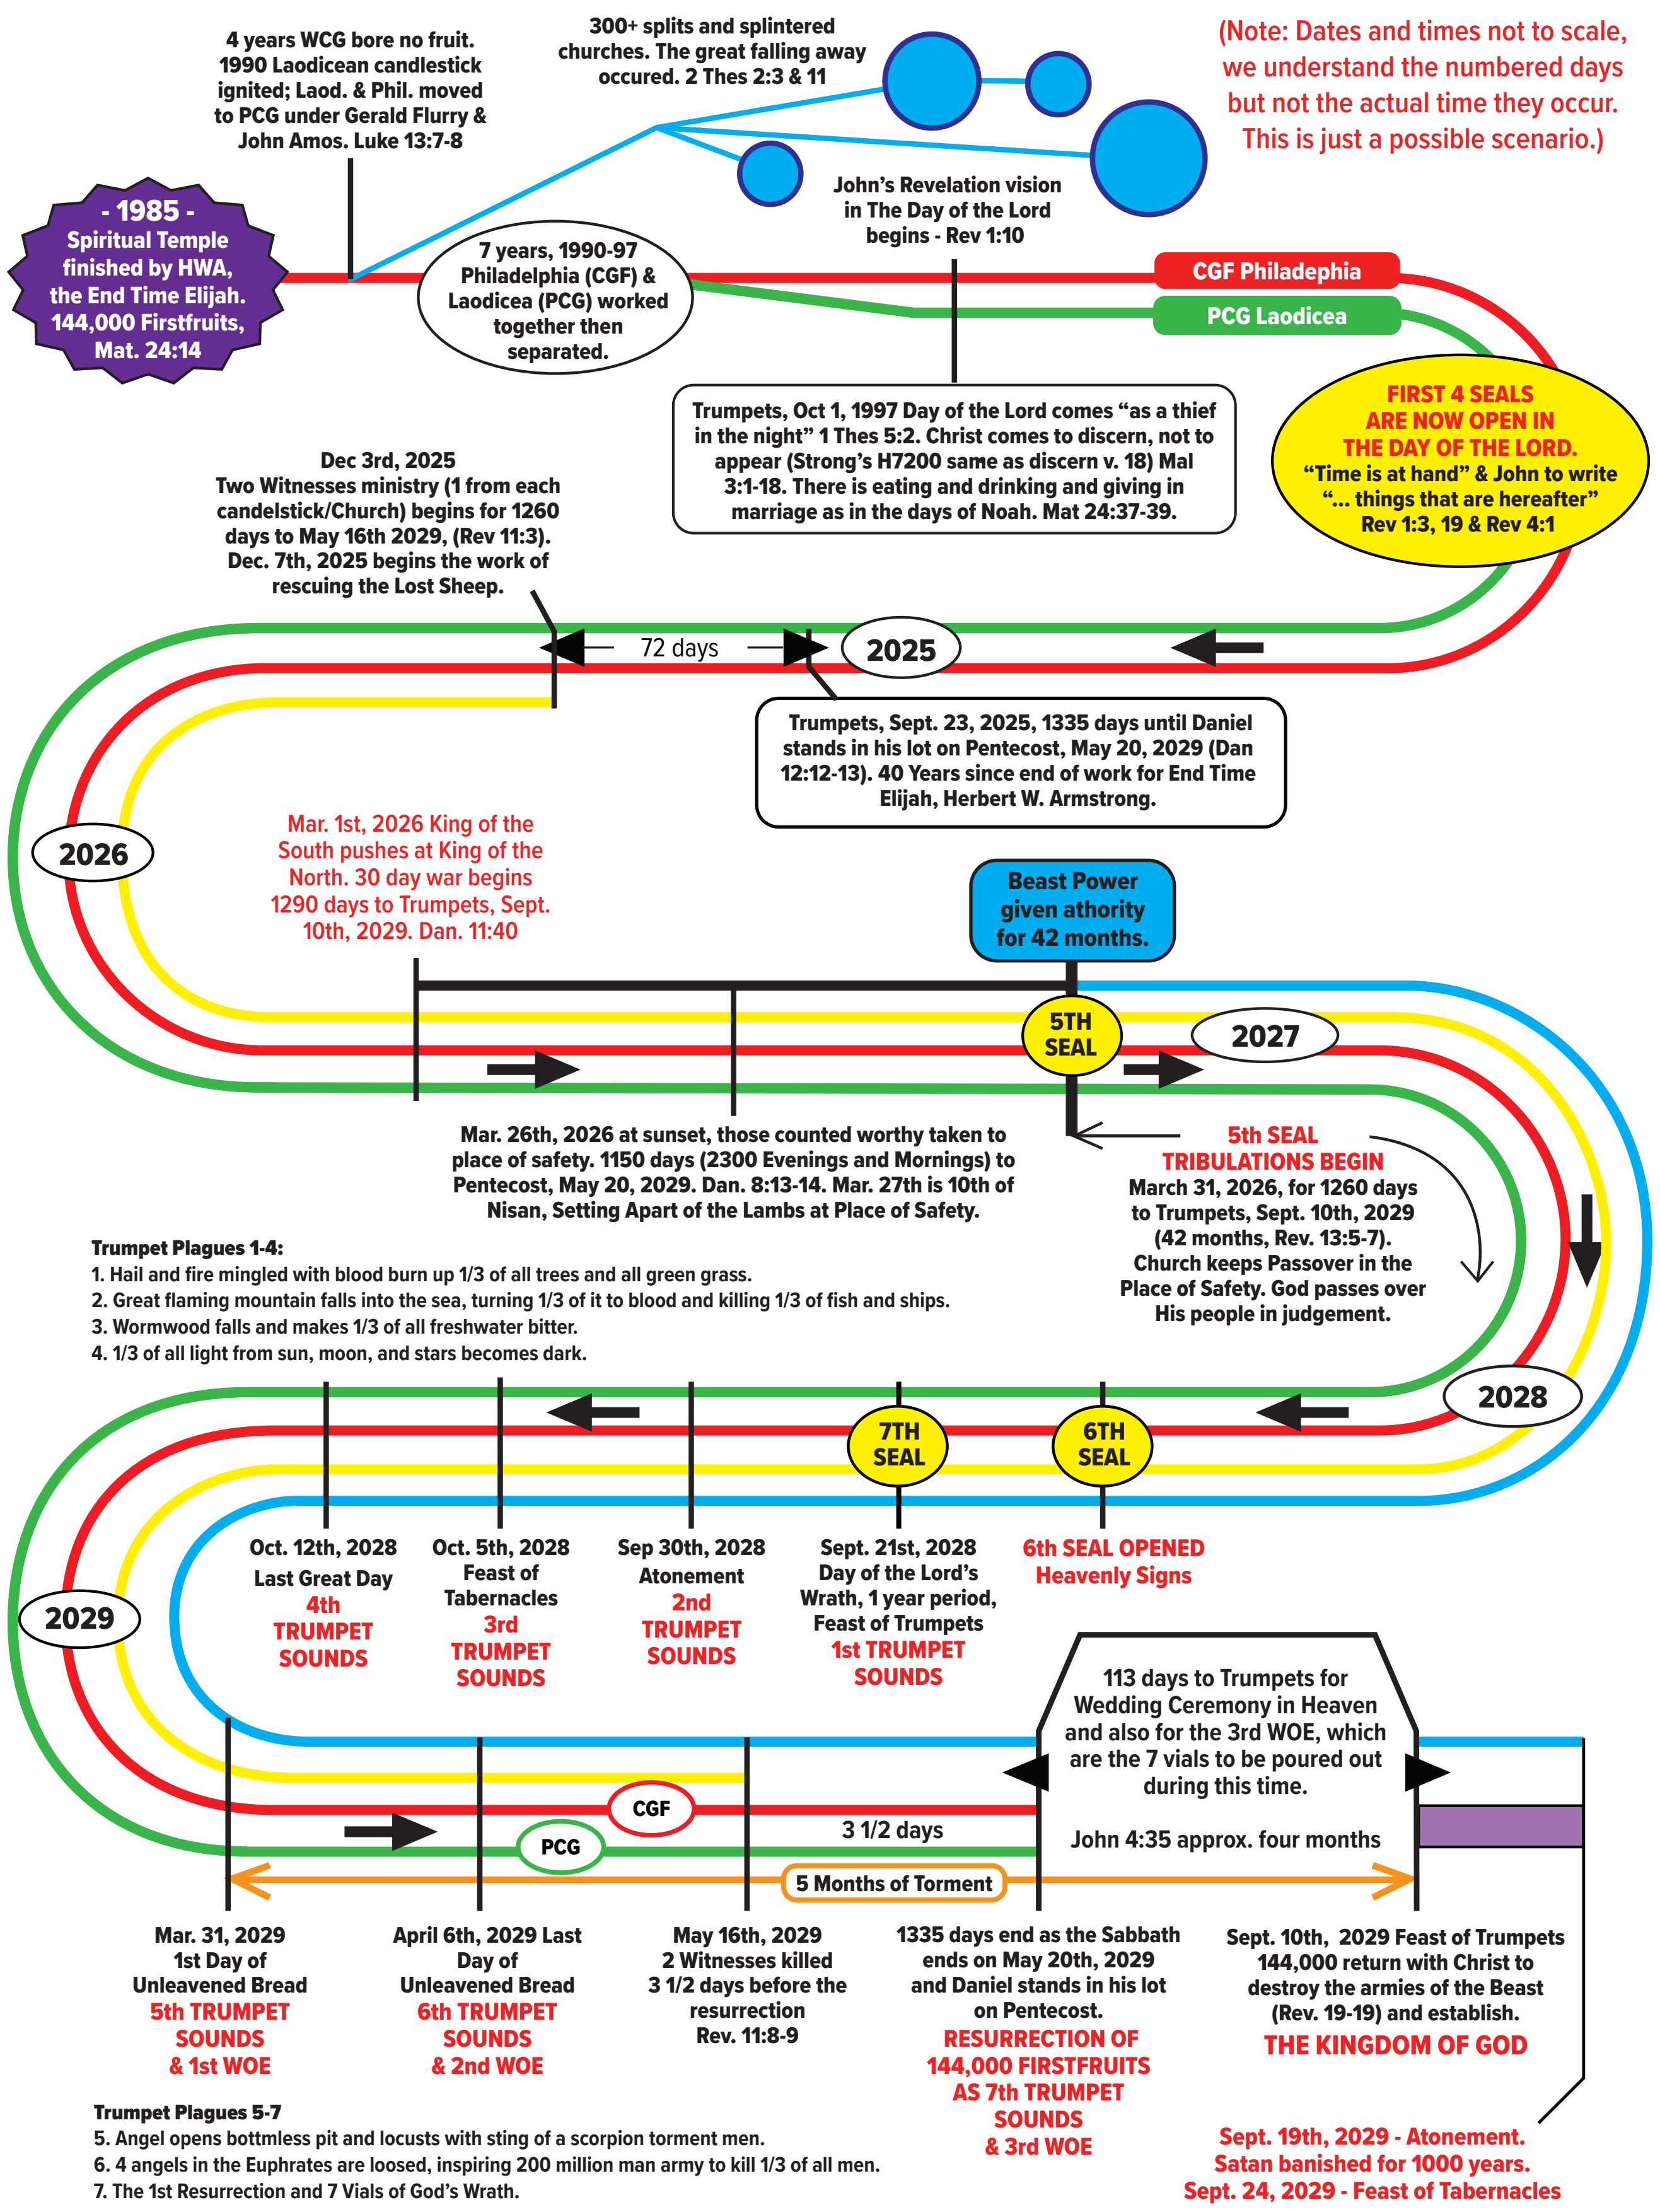 4 years WCG bore no fruit.
1990 Laodicean candlestick
ignited; Laod. & Phil. moved
to PCG under Gerald Flurry &
John Amos. Luke 13:7-8
300+ splits and splintered
churches. The great falling away
occured. 2 Thes 2:3 & 11
(Note: Dates and times not to scale,
we understand the numbered days
but not the actual time they occur.
This is just a possible scenario.)
- 1985 -
Spiritual Temple
finished by HWA,
the End Time Elijah.
144,000 Firstfruits,
Mat. 24:14
7 years, 1990-97
Philadelphia (CGF) &
Laodicea (PCG) worked
together then
separated.
John’s Revelation vision
in The Day of the Lord
begins - Rev 1:10
CGF Philadephia
PCG Laodicea
Trumpets, Oct 1, 1997 Day of the Lord comes “as a thief
in the night” 1 Thes 5:2. Christ comes to discern, not to
appear (Strong’s H7200 same as discern v. 18) Mal
3:1-18. There is eating and drinking and giving in
marriage as in the days of Noah. Mat 24:37-39.
FIRST 4 SEALS
ARE NOW OPEN IN
THE DAY OF THE LORD.
“Time is at hand” & John to write
“... things that are hereafter”
Rev 1:3, 19 & Rev 4:1
Dec 3rd, 2025
Two Witnesses ministry (1 from each
candelstick/Church) begins for 1260
days to May 16th 2029, (Rev 11:3).
Dec. 7th, 2025 begins the work of
rescuing the Lost Sheep.
72 days
2025
Trumpets, Sept. 23, 2025, 1335 days until Daniel
stands in his lot on Pentecost, May 20, 2029 (Dan
12:12-13). 40 Years since end of work for End Time
Elijah, Herbert W. Armstrong.
2026
Mar. 1st, 2026 King of the
South pushes at King of the
North. 30 day war begins
1290 days to Trumpets, Sept.
10th, 2029. Dan. 11:40
Beast Power
given athority
for 42 months.
5TH
SEAL
2027
Mar. 26th, 2026 at sunset, those counted worthy taken to
place of safety. 1150 days (2300 Evenings and Mornings) to
Pentecost, May 20, 2029. Dan. 8:13-14. Mar. 27th is 10th of
Nisan, Setting Apart of the Lambs at Place of Safety.
5th SEAL
TRIBULATIONS BEGIN
March 31, 2026, for 1260 days
to Trumpets, Sept. 10th, 2029
(42 months, Rev. 13:5-7).
Church keeps Passover in the
Place of Safety. God passes over
His people in judgement.
Trumpet Plagues 1-4:
1. Hail and fire mingled with blood burn up 1/3 of all trees and all green grass.
2. Great flaming mountain falls into the sea, turning 1/3 of it to blood and killing 1/3 of fish and ships.
3. Wormwood falls and makes 1/3 of all freshwater bitter.
4. 1/3 of all light from sun, moon, and stars becomes dark.
2028
7TH
SEAL
6TH
SEAL
Oct. 12th, 2028
Last Great Day
4th
TRUMPET
SOUNDS
Oct. 5th, 2028
Feast of
Tabernacles
3rd
TRUMPET
SOUNDS
Sep 30th, 2028
Atonement
2nd
TRUMPET
SOUNDS
Sept. 21st, 2028
Day of the Lord’s
Wrath, 1 year period,
Feast of Trumpets
1st TRUMPET
SOUNDS
6th SEAL OPENED
Heavenly Signs
2029
113 days to Trumpets for
Wedding Ceremony in Heaven
and also for the 3rd WOE, which
are the 7 vials to be poured out
during this time.
John 4:35 approx. four months
CGF
PCG
3 1/2 days
5 Months of Torment
Mar. 31, 2029
1st Day of
Unleavened Bread
5th TRUMPET
SOUNDS
& 1st WOE
April 6th, 2029 Last
Day of
Unleavened Bread
6th TRUMPET
SOUNDS
& 2nd WOE
May 16th, 2029
2 Witnesses killed
3 1/2 days before the
resurrection
Rev. 11:8-9
1335 days end as the Sabbath
ends on May 20th, 2029
and Daniel stands in his lot
on Pentecost.
RESURRECTION OF
144,000 FIRSTFRUITS
AS 7th TRUMPET
SOUNDS
& 3rd WOE
Sept. 10th, 2029 Feast of Trumpets
144,000 return with Christ to
destroy the armies of the Beast
(Rev. 19-19) and establish.
THE KINGDOM OF GOD
Trumpet Plagues 5-7
5. Angel opens bottmless pit and locusts with sting of a scorpion torment men.
6. 4 angels in the Euphrates are loosed, inspiring 200 million man army to kill 1/3 of all men.
7. The 1st Resurrection and 7 Vials of God’s Wrath.
Sept. 19th, 2029 - Atonement.
Satan banished for 1000 years.
Sept. 24, 2029 - Feast of Tabernacles